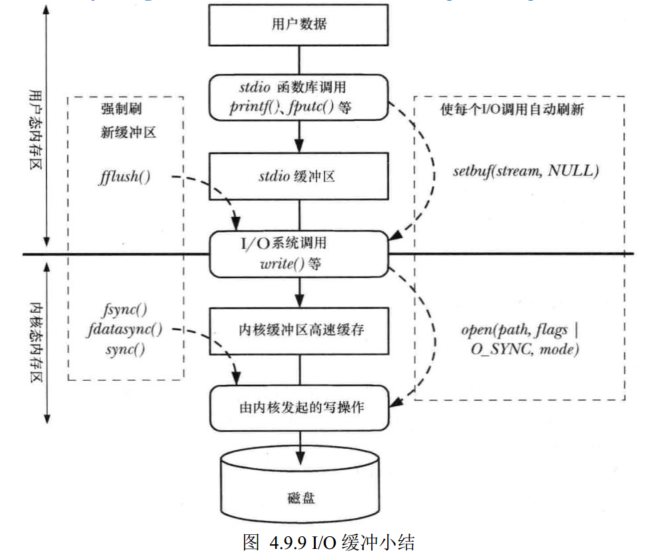 用户数据
stdio 函数库调用
printf()、fputc()等
用户态内存区
强制刷
新缓冲区
fflush()
使每个I/O调用自动刷新
setbuf(stream, NULL)
stdio 缓冲区
I/O系统调用
write()等
内核态内存区
fsync()
fdatasync()
sync()
内核缓冲区高速缓存
open(path, flags |
O_SYNC, mode)
由内核发起的写操作
磁盘
图 4.9.9 I/O 缓冲小结